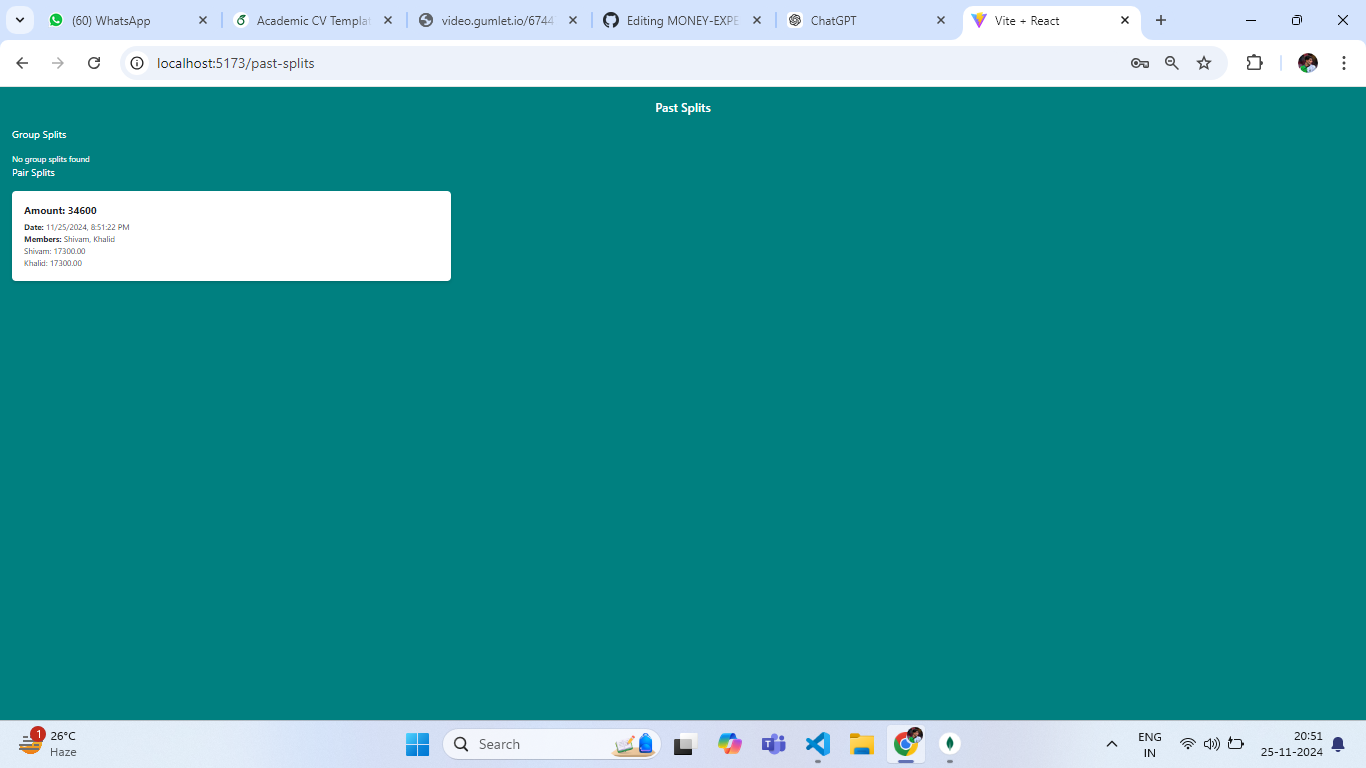 (60) WhatsApp
Academic CV Templat
video.gumlet.io/6744
Editing MONEY-EXPE
ChatGPT
Vite + React
localhost:5173/past-splits
Past Splits
Group Splits
No group splits found
Pair Splits
Amount: 34600
Date: 11/25/2024, 8:51:22 PM
Members: Shivam, Khalid
Shivam: 17300.00
Khalid: 17300.00
1
26°C
Haze
Search
ENG
IN
20:51
25-11-2024